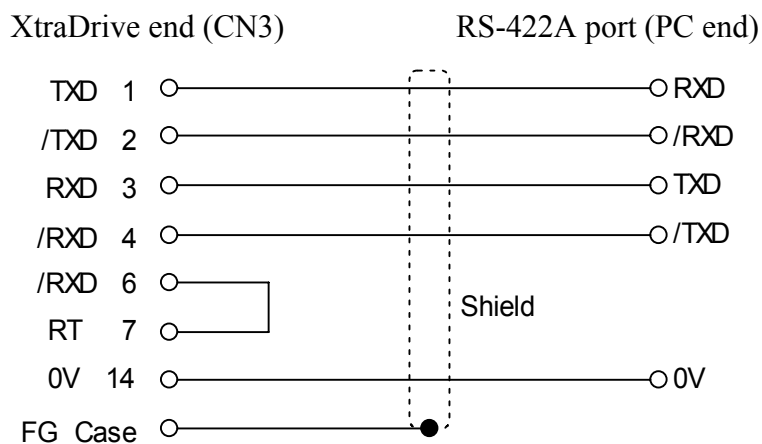 XtraDrive end (CN3) RS-422A port (PC end)
TXD 1 RXD
/TXD 2 /RXD
RXD 3 TXD
/RXD 4 /TXD
/RXD 6
Shield
RT 7
0V 14 0V
FG Case